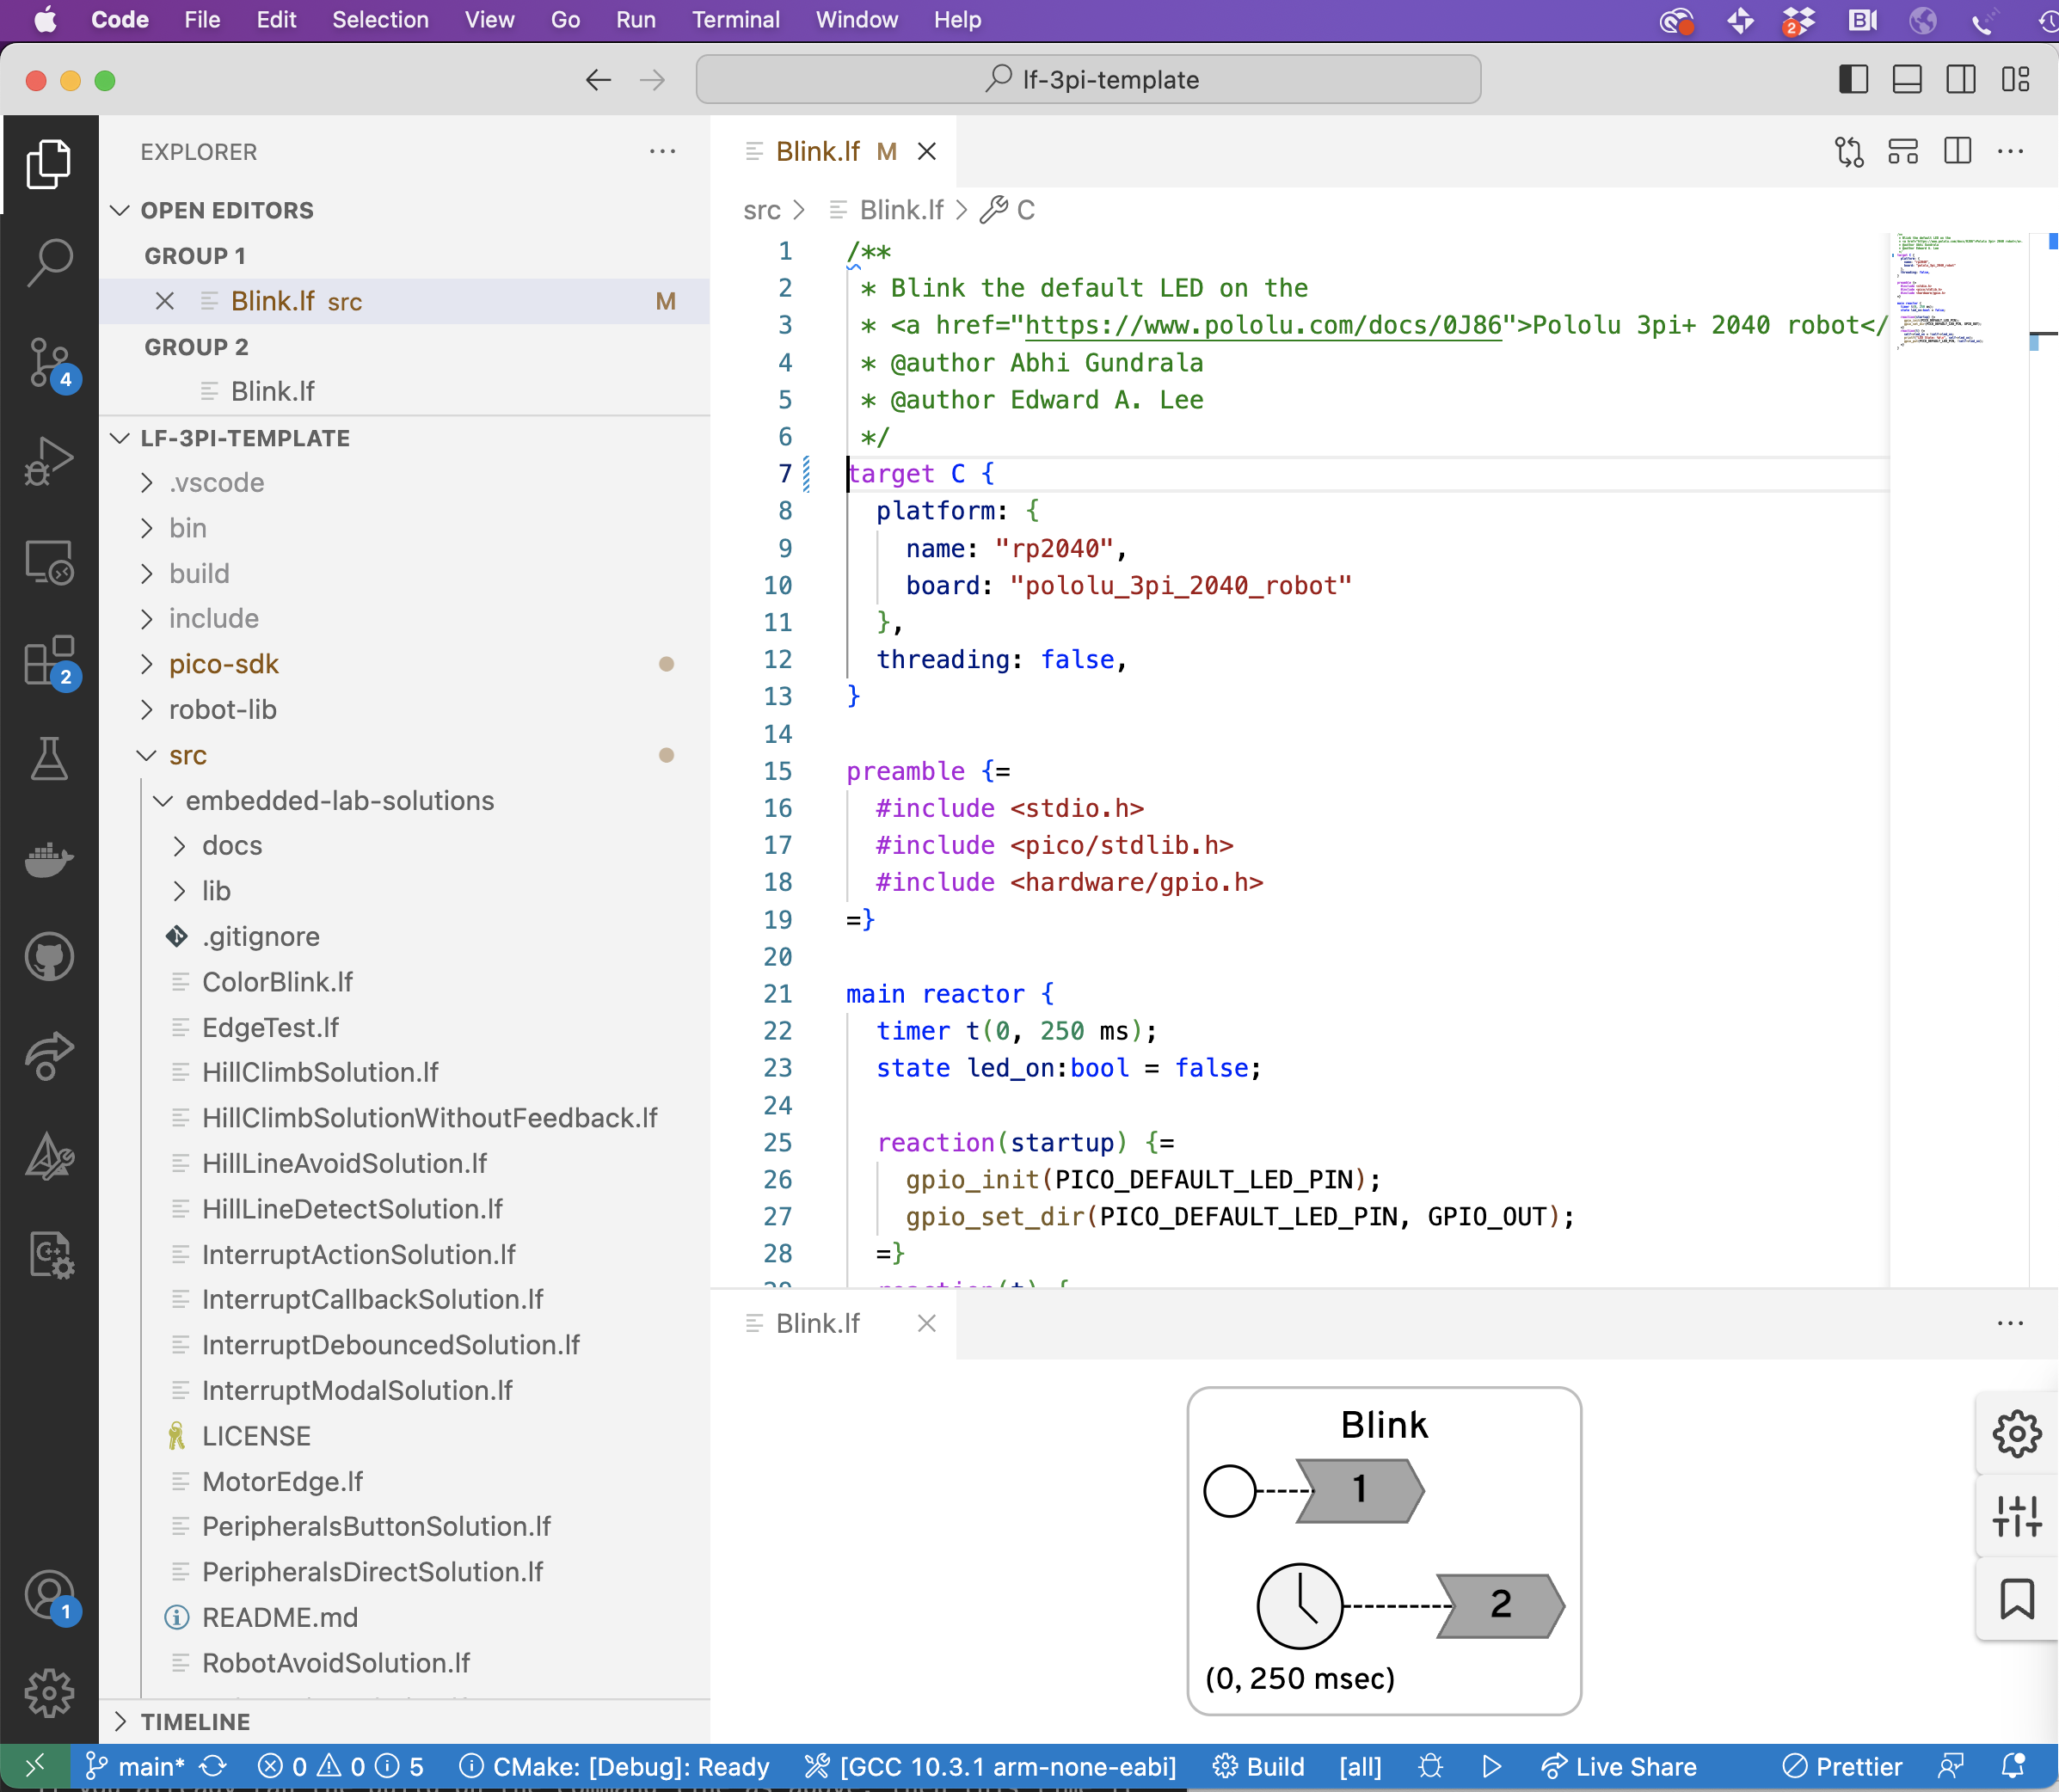 Code File Edit Selection View Go Run Terminal Window Help 2
lf-3pi-template
EXPLORER
OPEN EDITORS
GROUP 1
Blink.lf src M
GROUP 2
Blink.lf
LF-3PI-TEMPLATE
.vscode
bin
build
include
pico-sdk
robot-lib
src
embedded-lab-solutions
docs
lib
.gitignore
ColorBlink.lf
EdgeTest.lf
HillClimbSolution.lf
HillClimbSolutionWithoutFeedback.lf
HillLineAvoidSolution.lf
HillLineDetectSolution.lf
InterruptActionSolution.lf
InterruptCallbackSolution.lf
InterruptDebouncedSolution.lf
InterruptModalSolution.lf
LICENSE
MotorEdge.lf
PeripheralsButtonSolution.lf
PeripheralsDirectSolution.lf
README.md
RobotAvoidSolution.lf
TIMELINE
4
2
1
Blink.lf M
src > Blink.lf > C
1 /**
2 * Blink the default LED on the
3 * <a href="https://www.pololu.com/docs/0J86">Pololu 3pi+ 2040 robot</
4 * @author Abhi Gundrala
5 * @author Edward A. Lee
6 */
7 target C {
8 platform: {
9 name: "rp2040",
10 board: "pololu_3pi_2040_robot"
11 },
12 threading: false,
13 }
14
15 preamble {=
16 #include <stdio.h>
17 #include <pico/stdlib.h>
18 #include <hardware/gpio.h>
19 =}
20
21 main reactor {
22 timer t(0, 250 ms);
23 state led_on:bool = false;
24
25 reaction(startup) {=
26 gpio_init(PICO_DEFAULT_LED_PIN);
27 gpio_set_dir(PICO_DEFAULT_LED_PIN, GPIO_OUT);
28 =}
Blink.lf
Blink
1
2
(0, 250 msec)
main* 0 0 5 CMake: [Debug]: Ready [GCC 10.3.1 arm-none-eabi] Build [all] Live Share Prettier